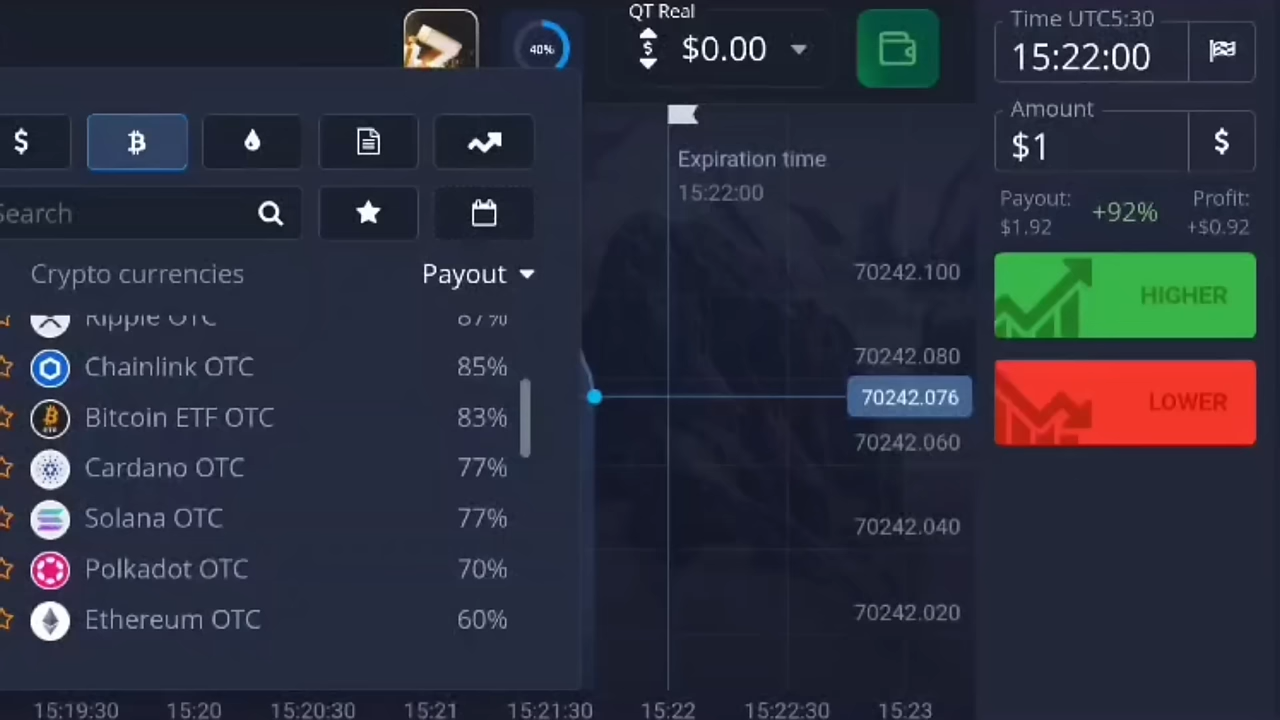 QT Real
40%
$
$0.00
Time UTC5:30
15:22:00
Amount
$1
$
Payout:
$1.92
+92%
Profit:
+$0.92
HIGHER
LOWER
$
Search
Crypto currencies
Payout
Ripple OTC 87%
Chainlink OTC 85%
Bitcoin ETF OTC 83%
Cardano OTC 77%
Solana OTC 77%
Polkadot OTC 70%
Ethereum OTC 60%
Expiration time
15:22:00
70242.100
70242.080
70242.076
70242.060
70242.040
70242.020
15:19:30 15:20 15:20:30 15:21 15:21:30 15:22 15:22:30 15:23